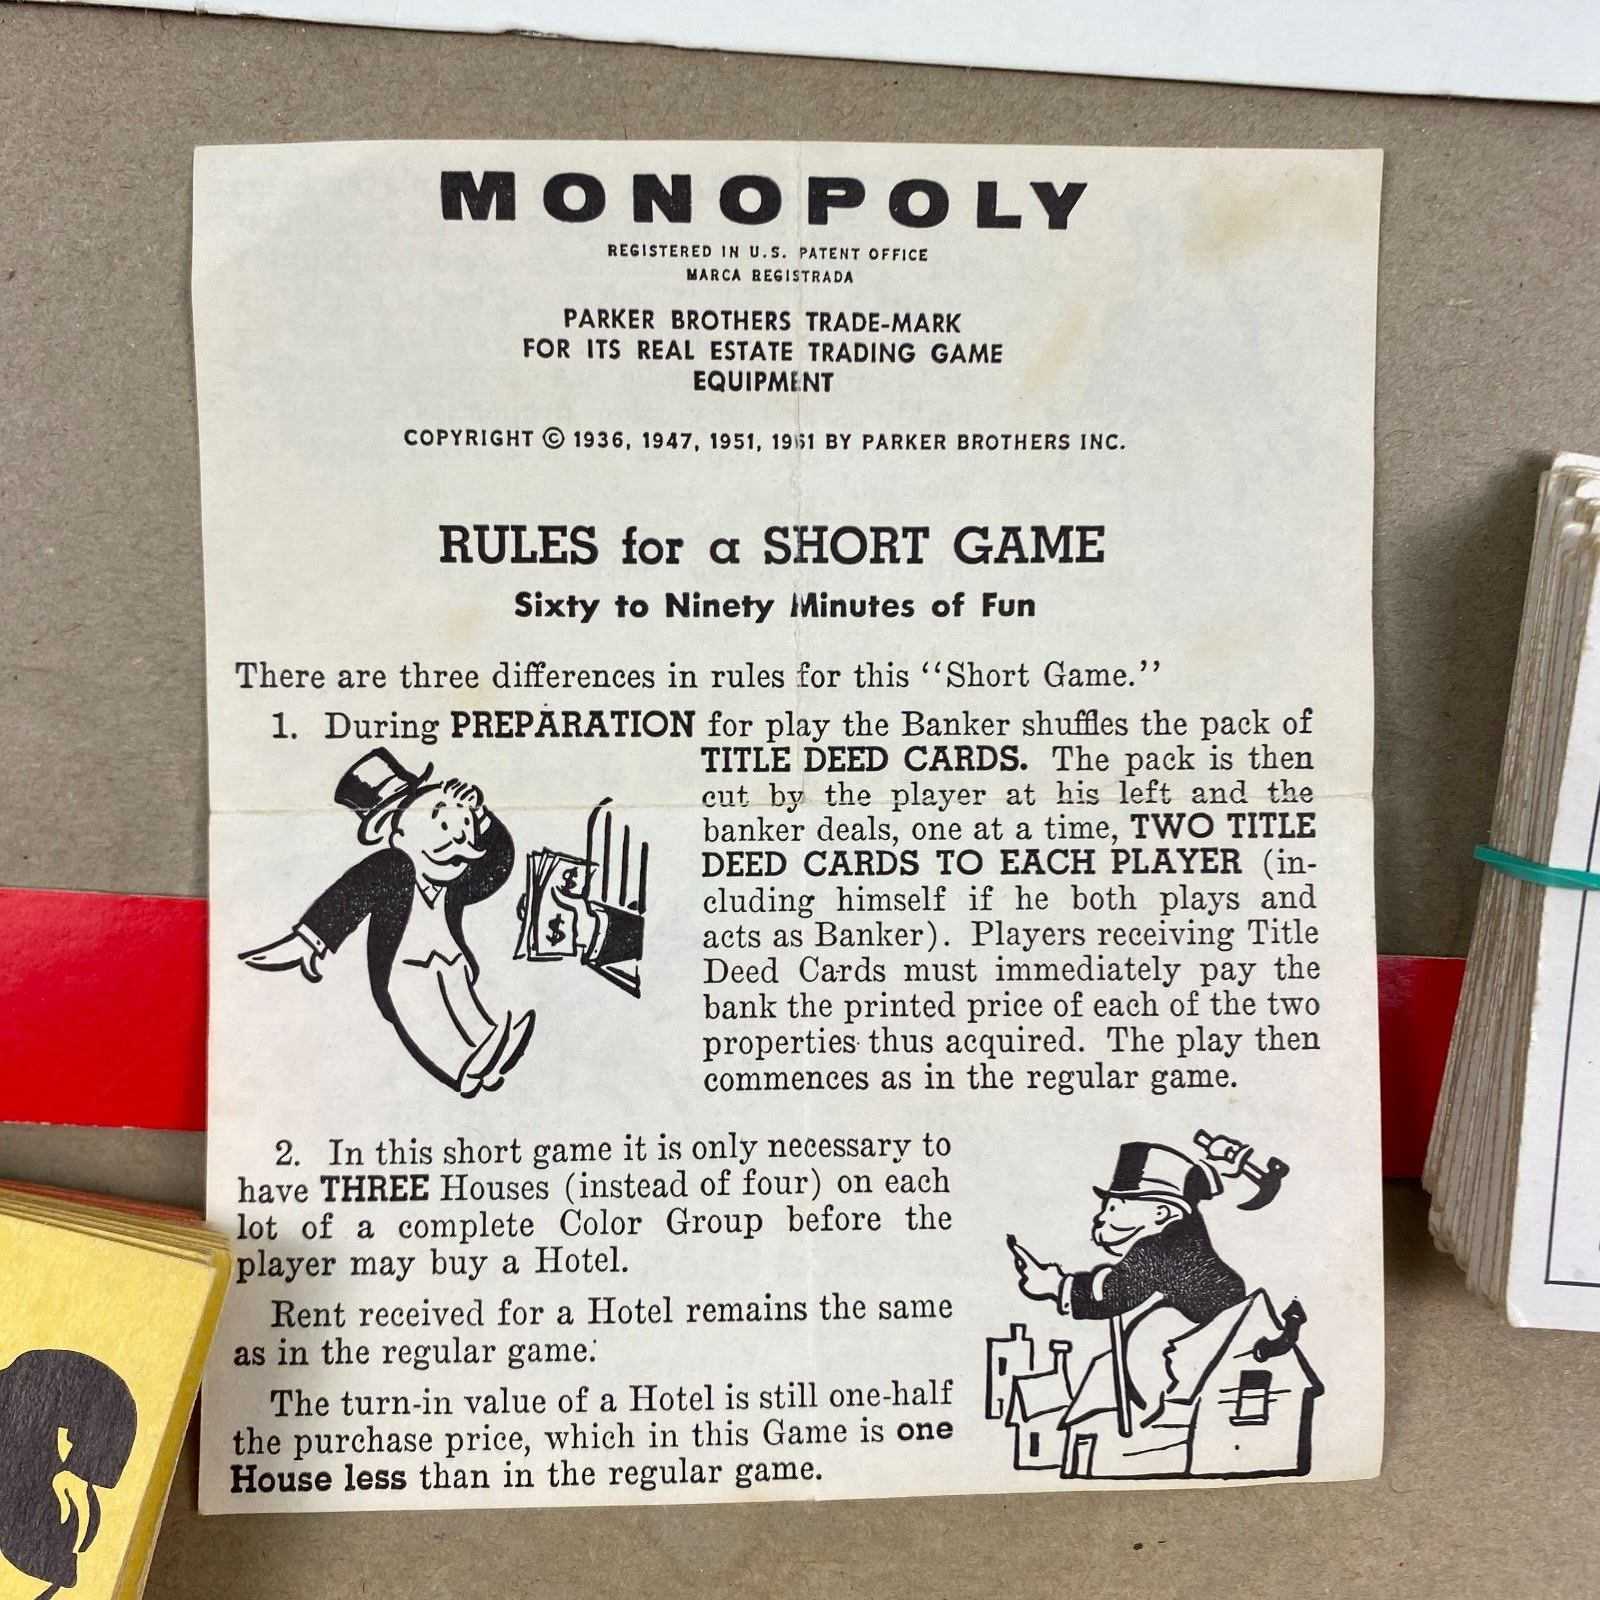 MONOPOLY
REGISTERED IN U.S. PATENT OFFICE
MARCA REGISTRADA
PARKER BROTHERS TRADE-MARK
FOR ITS REAL ESTATE TRADING GAME
EQUIPMENT
COPYRIGHT © 1936, 1947, 1951, 1961 BY PARKER BROTHERS INC.
RULES for a SHORT GAME
Sixty to Ninety Minutes of Fun
There are three differences in rules for this “Short Game.”
1. During PREPARATION for play the Banker shuffles the pack of
TITLE DEED CARDS. The pack is then
cut by the player at his left and the
banker deals, one at a time, TWO TITLE
DEED CARDS TO EACH PLAYER (in-
cluding himself if he both plays and
acts as Banker). Players receiving Title
Deed Cards must immediately pay the
bank the printed price of each of the two
properties thus acquired. The play then
commences as in the regular game.
$
$
2. In this short game it is only necessary to
have THREE Houses (instead of four) on each
lot of a complete Color Group before the
player may buy a Hotel.
Rent received for a Hotel remains the same
as in the regular game.
The turn-in value of a Hotel is still one-half
the purchase price, which in this Game is one
House less than in the regular game.